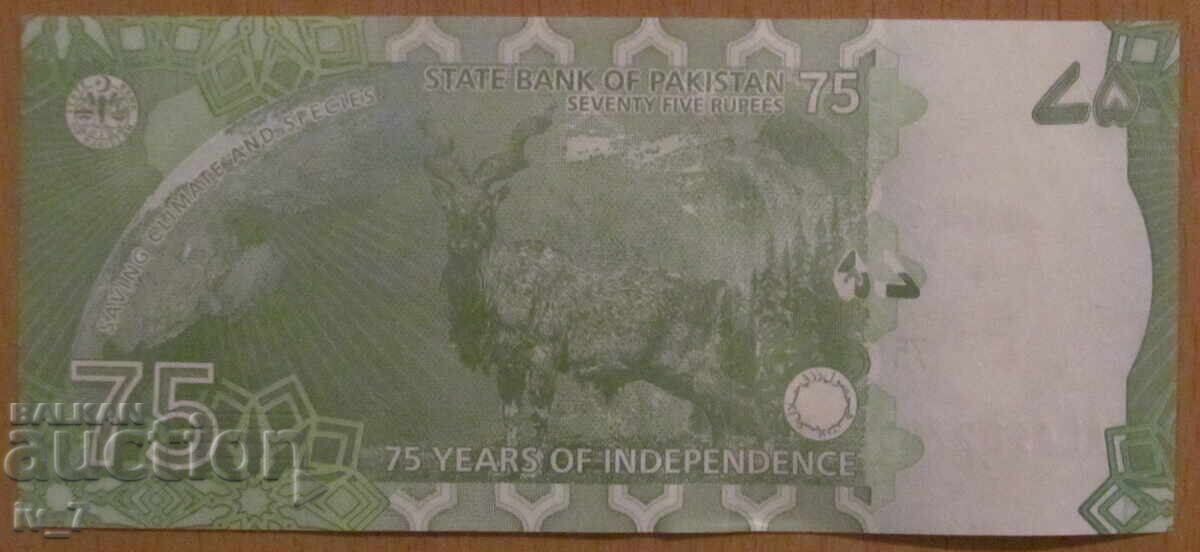 STATE BANK OF PAKISTAN
SEVENTY FIVE RUPEES
75
۷۵
SAVING CLIMATE AND SPECIES
75
75 YEARS OF INDEPENDENCE
BALKAN
auction
iv_7